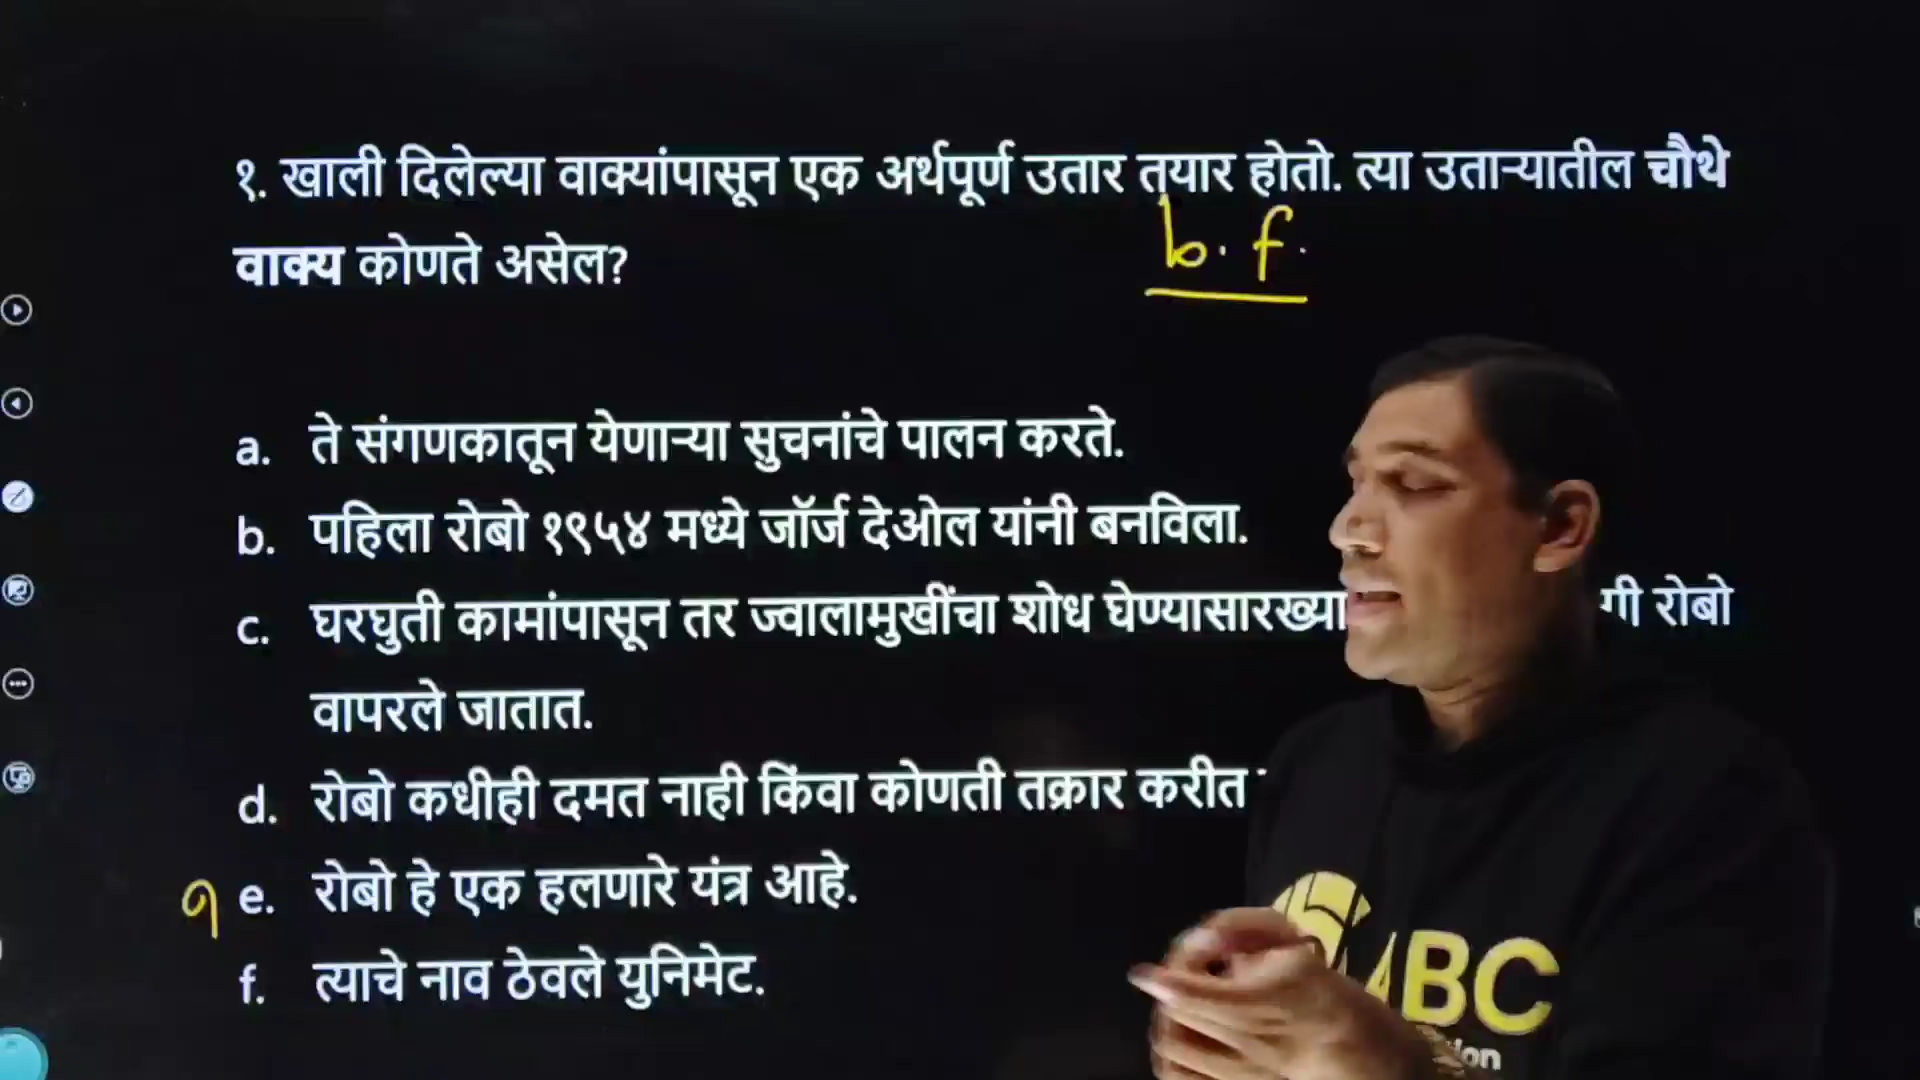 १. खाली दिलेल्या वाक्यांपासून एक अर्थपूर्ण उतार तयार होतो. त्या उताऱ्यातील चौथे
वाक्य कोणते असेल?
b. f.
a. ते संगणकातून येणाऱ्या सुचनांचे पालन करते.
b. पहिला रोबो १९५४ मध्ये जॉर्ज देओल यांनी बनविला.
c. घरघुती कामांपासून तर ज्वालामुखींचा शोध घेण्यासारख्या गी रोबो
वापरले जातात.
d. रोबो कधीही दमत नाही किंवा कोणती तक्रार करीत
१ e. रोबो हे एक हलणारे यंत्र आहे.
f. त्याचे नाव ठेवले युनिमेट.
ABC